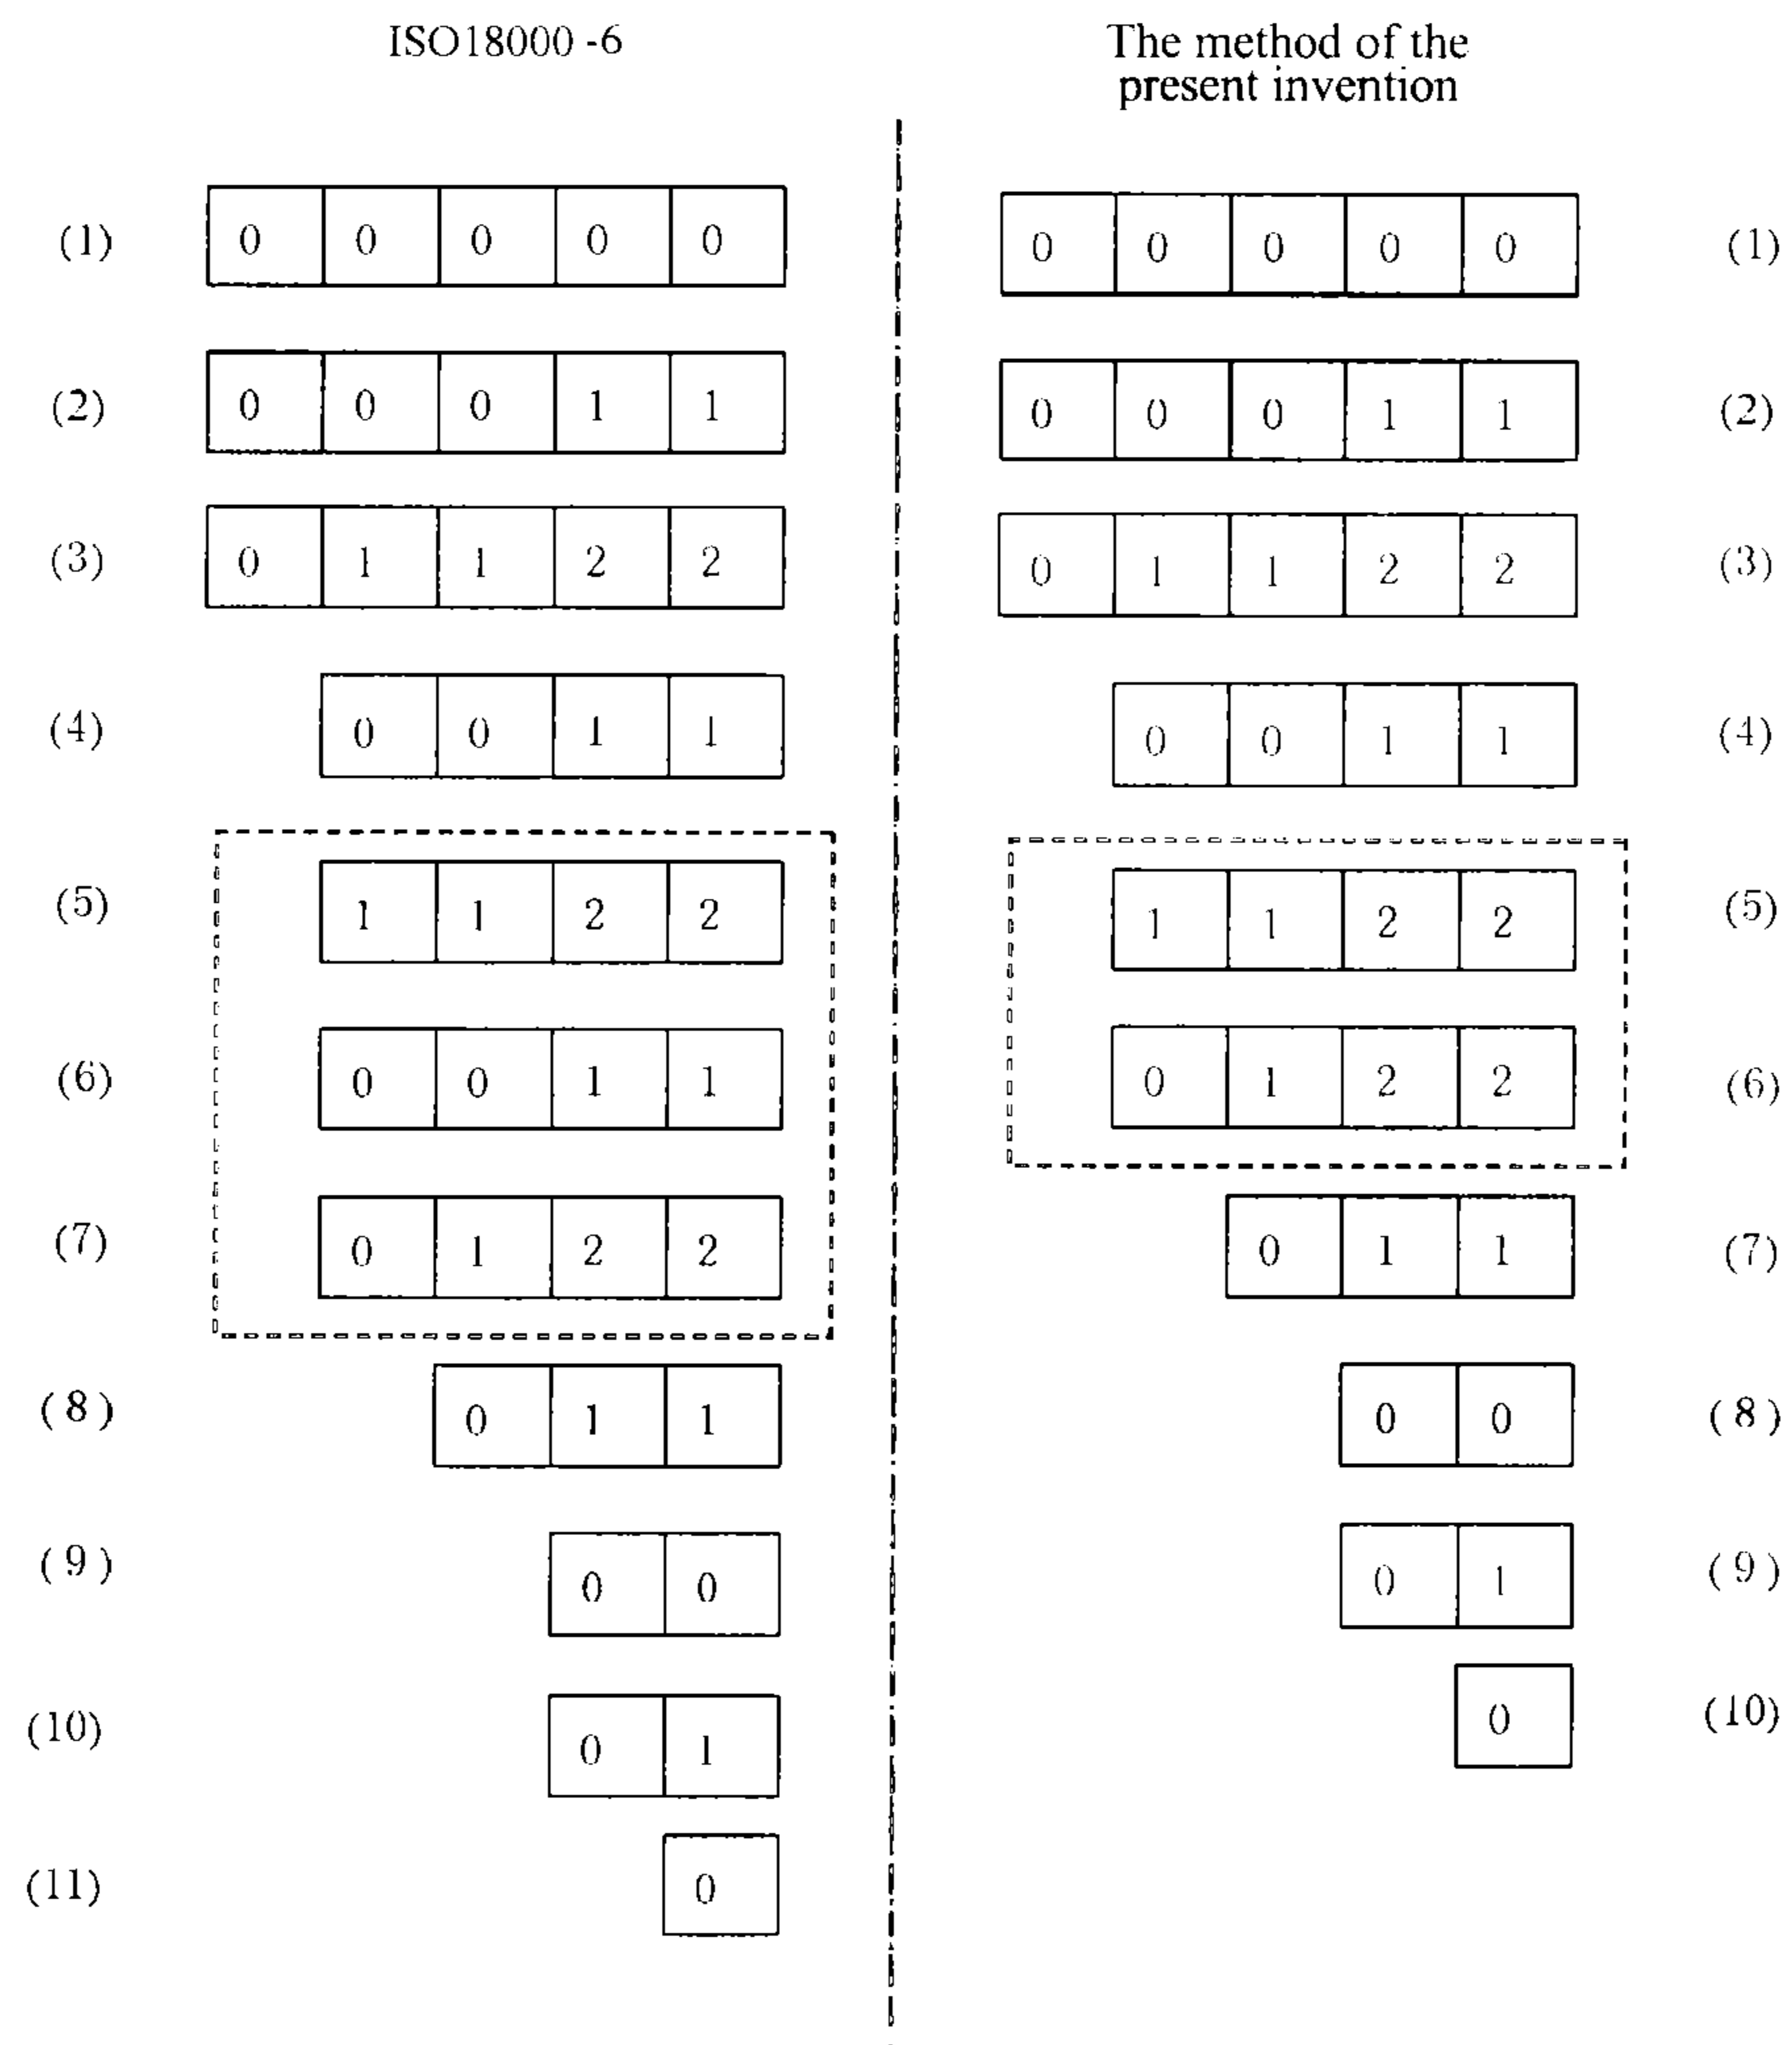 ISO18000 -6
(1) 0 0 0 0 0
(2) 0 0 0 1 1
(3) 0 1 1 2 2
(4) 0 0 1 1
(5) 1 1 2 2
(6) 0 0 1 1
(7) 0 1 2 2
( 8 ) 0 1 1
( 9 ) 0 0
(10) 0 1
(11) 0
The method of the
present invention
0 0 0 0 0 (1)
0 0 0 1 1 (2)
0 1 1 2 2 (3)
0 0 1 1 (4)
1 1 2 2 (5)
0 1 2 2 (6)
0 1 1 (7)
0 0 ( 8 )
0 1 ( 9 )
0 (10)